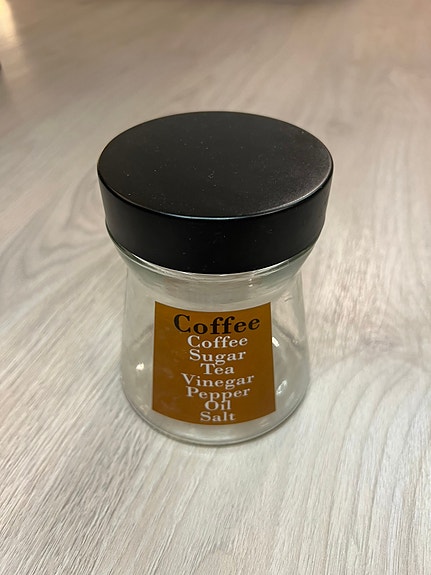 Coffee
Coffee
Sugar
Tea
Vinegar
Pepper
Oil
Salt